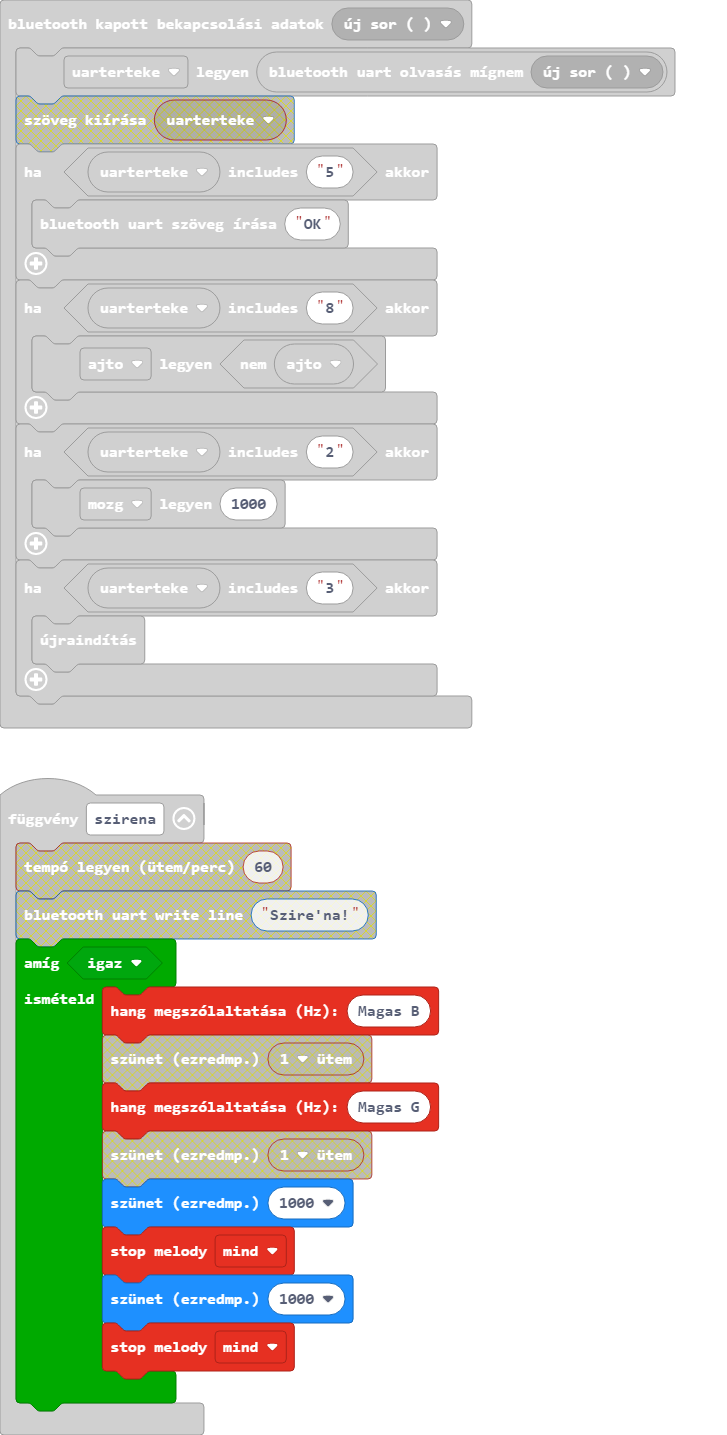 bluetooth kapott bekapcsolási adatok új sor ( )
uarterteke legyen bluetooth uart olvasás mígnem új sor ( )
szöveg kiírása uarterteke
ha uarterteke includes "5" akkor
bluetooth uart szöveg írása "OK"
ha uarterteke includes "8" akkor
ajto legyen nem ajto
ha uarterteke includes "2" akkor
mozg legyen 1000
ha uarterteke includes "3" akkor
újraindítás
függvény szirena
tempó legyen (ütem/perc) 60
bluetooth uart write line "Szire'na!"
amíg igaz
ismételd
hang megszólaltatása (Hz): Magas B
szünet (ezredmp.) 1 ütem
hang megszólaltatása (Hz): Magas G
szünet (ezredmp.) 1 ütem
szünet (ezredmp.) 1000
stop melody mind
szünet (ezredmp.) 1000
stop melody mind